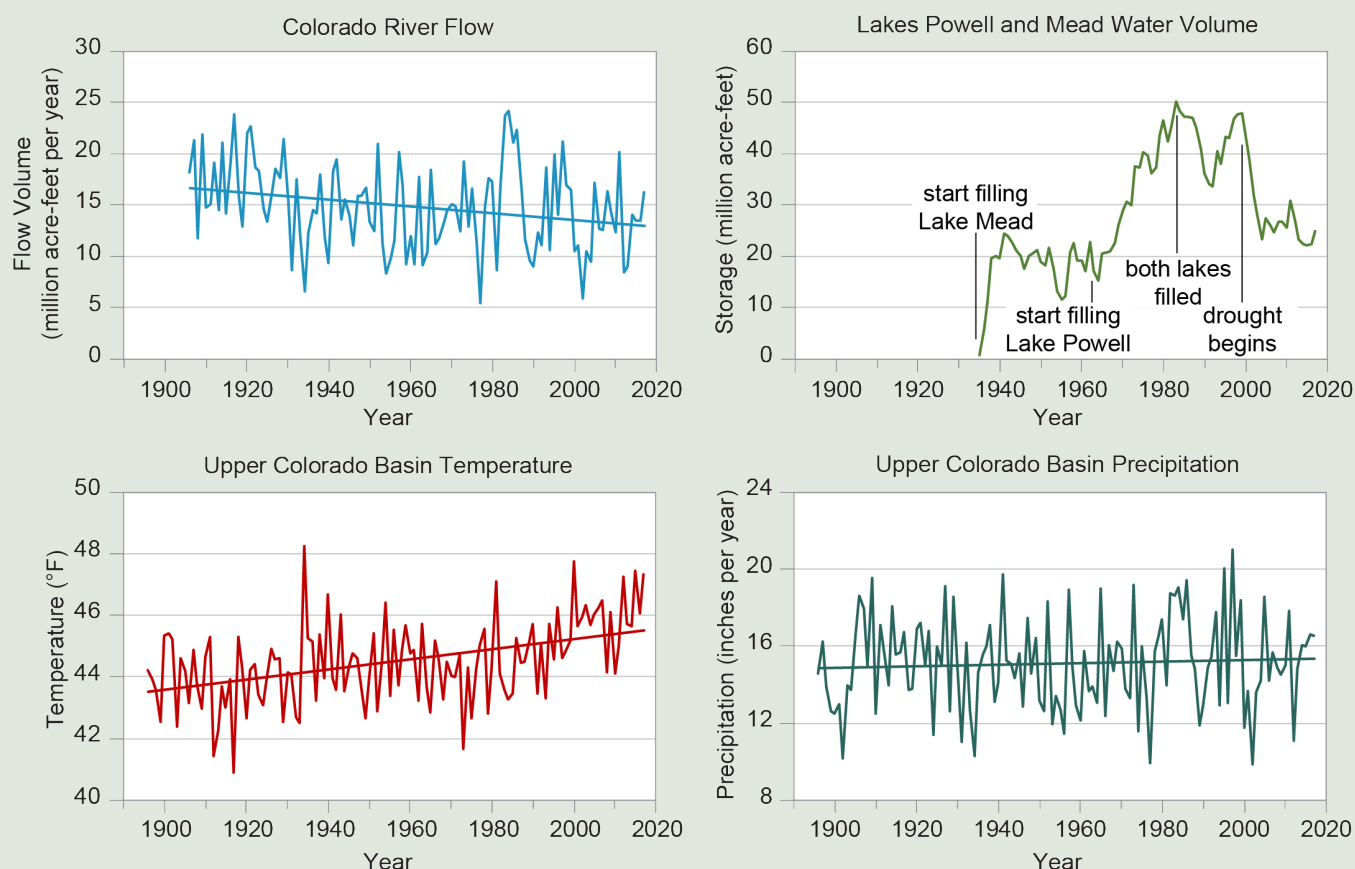 Colorado River Flow
Flow Volume
(million acre-feet per year)
30
25
20
15
10
5
0
1900 1920 1940 1960 1980 2000 2020
Year
Lakes Powell and Mead Water Volume
Storage (million acre-feet)
60
50
40
30
20
10
0
start filling
Lake Mead
start filling
Lake Powell
both lakes
filled
drought
begins
1900 1920 1940 1960 1980 2000 2020
Year
Upper Colorado Basin Temperature
Temperature (°F)
50
48
46
44
42
40
1900 1920 1940 1960 1980 2000 2020
Year
Upper Colorado Basin Precipitation
Precipitation (inches per year)
24
20
16
12
8
1900 1920 1940 1960 1980 2000 2020
Year